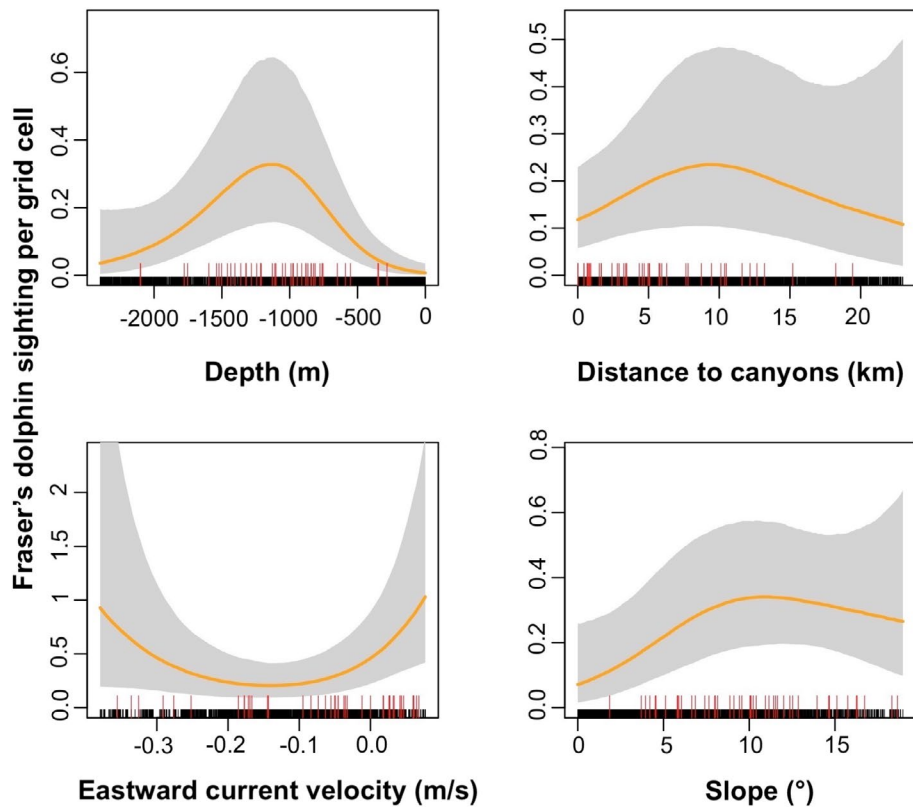 Fraser's dolphin sighting per grid cell
0.6
0.4
0.2
0.0
-2000 -1500 -1000 -500 0
Depth (m)
0.5
0.4
0.3
0.2
0.1
0.0
0 5 10 15 20
Distance to canyons (km)
2
1.5
1
0.5
0.0
-0.3 -0.2 -0.1 0.0
Eastward current velocity (m/s)
0.8
0.6
0.4
0.2
0.0
0 5 10 15
Slope (°)